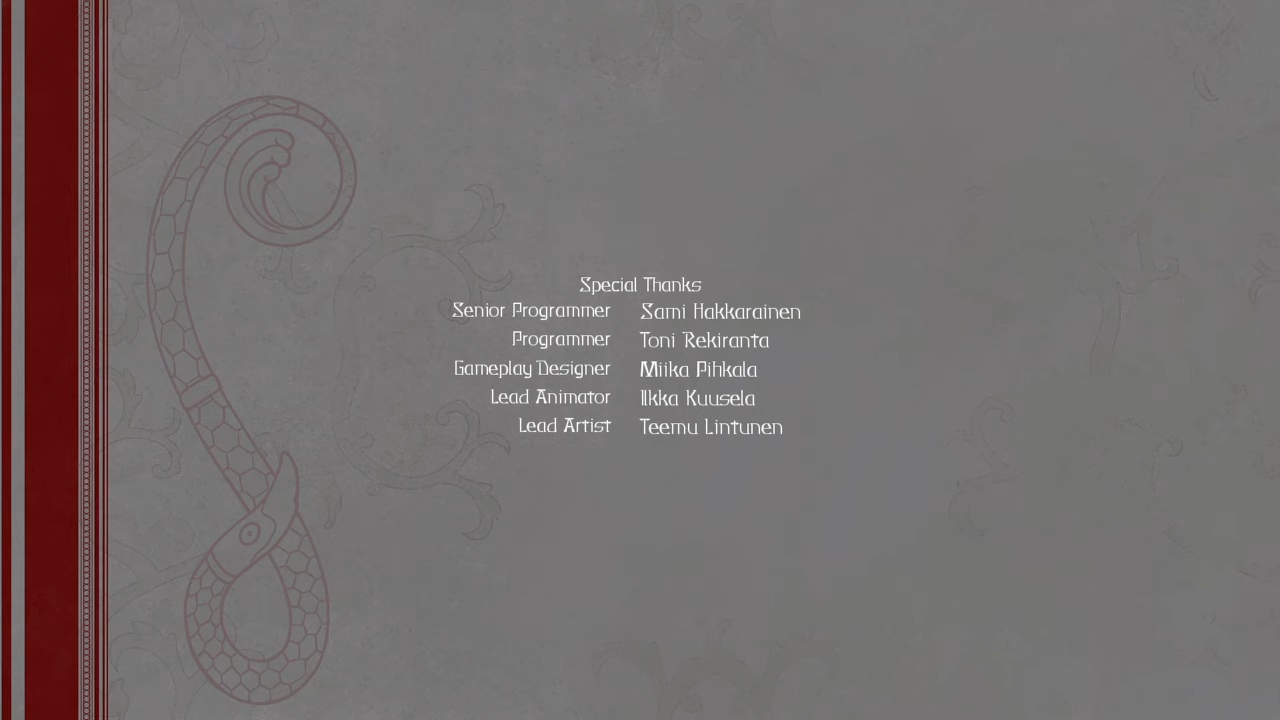 Special Thanks
Senior Programmer Sami Hakkarainen
Programmer Toni Rekiranta
Gameplay Designer Miika Pihkala
Lead Animator Ilkka Kuusela
Lead Artist Teemu Lintunen